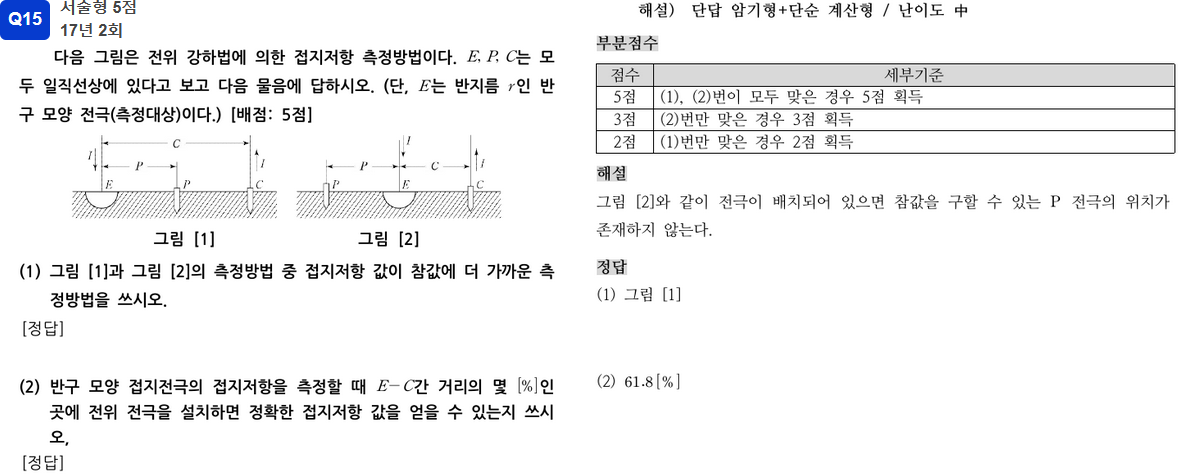 Q15
서술형 5점
17년 2회
다음 그림은 전위 강하법에 의한 접지저항 측정방법이다. E, P, C는 모
두 일직선상에 있다고 보고 다음 물음에 답하시오. (단, E는 반지름 r인 반
구 모양 전극(측정대상)이다.) [배점: 5점]
C
I
P
I
E
P
C
I
P
C
I
P
E
C
그림 [1]
그림 [2]
(1) 그림 [1]과 그림 [2]의 측정방법 중 접지저항 값이 참값에 더 가까운 측
정방법을 쓰시오.
[정답]
(2) 반구 모양 접지전극의 접지저항을 측정할 때 E-C간 거리의 몇 [%]인
곳에 전위 전극을 설치하면 정확한 접지저항 값을 얻을 수 있는지 쓰시
오,
[정답]
해설) 단답 암기형+단순 계산형 / 난이도 中
부분점수
점수 세부기준
5점 (1), (2)번이 모두 맞은 경우 5점 획득
3점 (2)번만 맞은 경우 3점 획득
2점 (1)번만 맞은 경우 2점 획득
해설
그림 [2]와 같이 전극이 배치되어 있으면 참값을 구할 수 있는 P 전극의 위치가
존재하지 않는다.
정답
(1) 그림 [1]
(2) 61.8[%]